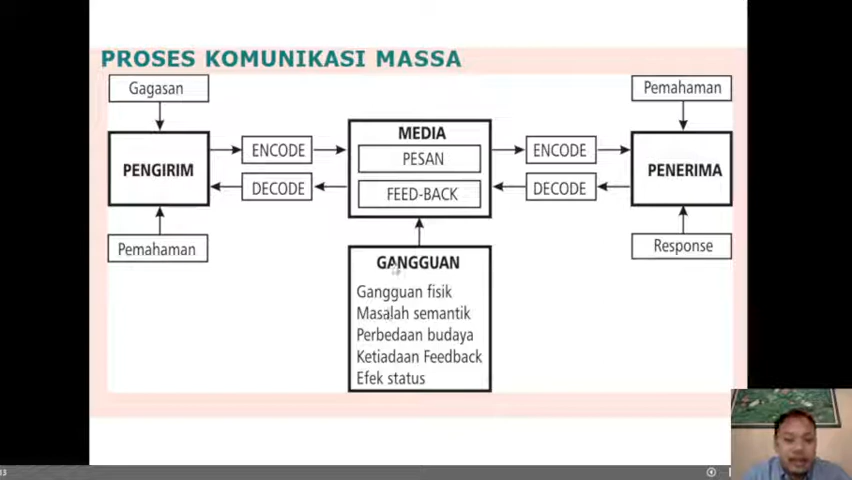 PROSES KOMUNIKASI MASSA
Gagasan
Pemahaman
PENGIRIM
ENCODE
DECODE
MEDIA
PESAN
FEED-BACK
ENCODE
DECODE
PENERIMA
Pemahaman
Response
GANGGUAN
Gangguan fisik
Masalah semantik
Perbedaan budaya
Ketiadaan Feedback
Efek status